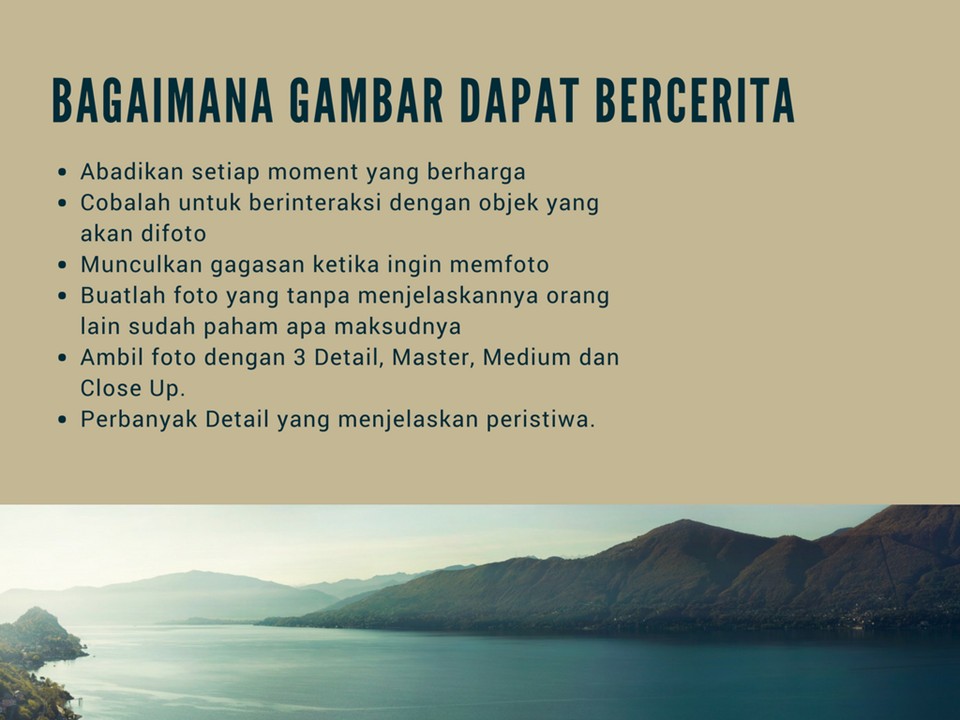 BAGAIMANA GAMBAR DAPAT BERCERITA
• Abadikan setiap moment yang berharga
• Cobalah untuk berinteraksi dengan objek yang
akan difoto
• Munculkan gagasan ketika ingin memfoto
• Buatlah foto yang tanpa menjelaskannya orang
lain sudah paham apa maksudnya
• Ambil foto dengan 3 Detail, Master, Medium dan
Close Up.
• Perbanyak Detail yang menjelaskan peristiwa.